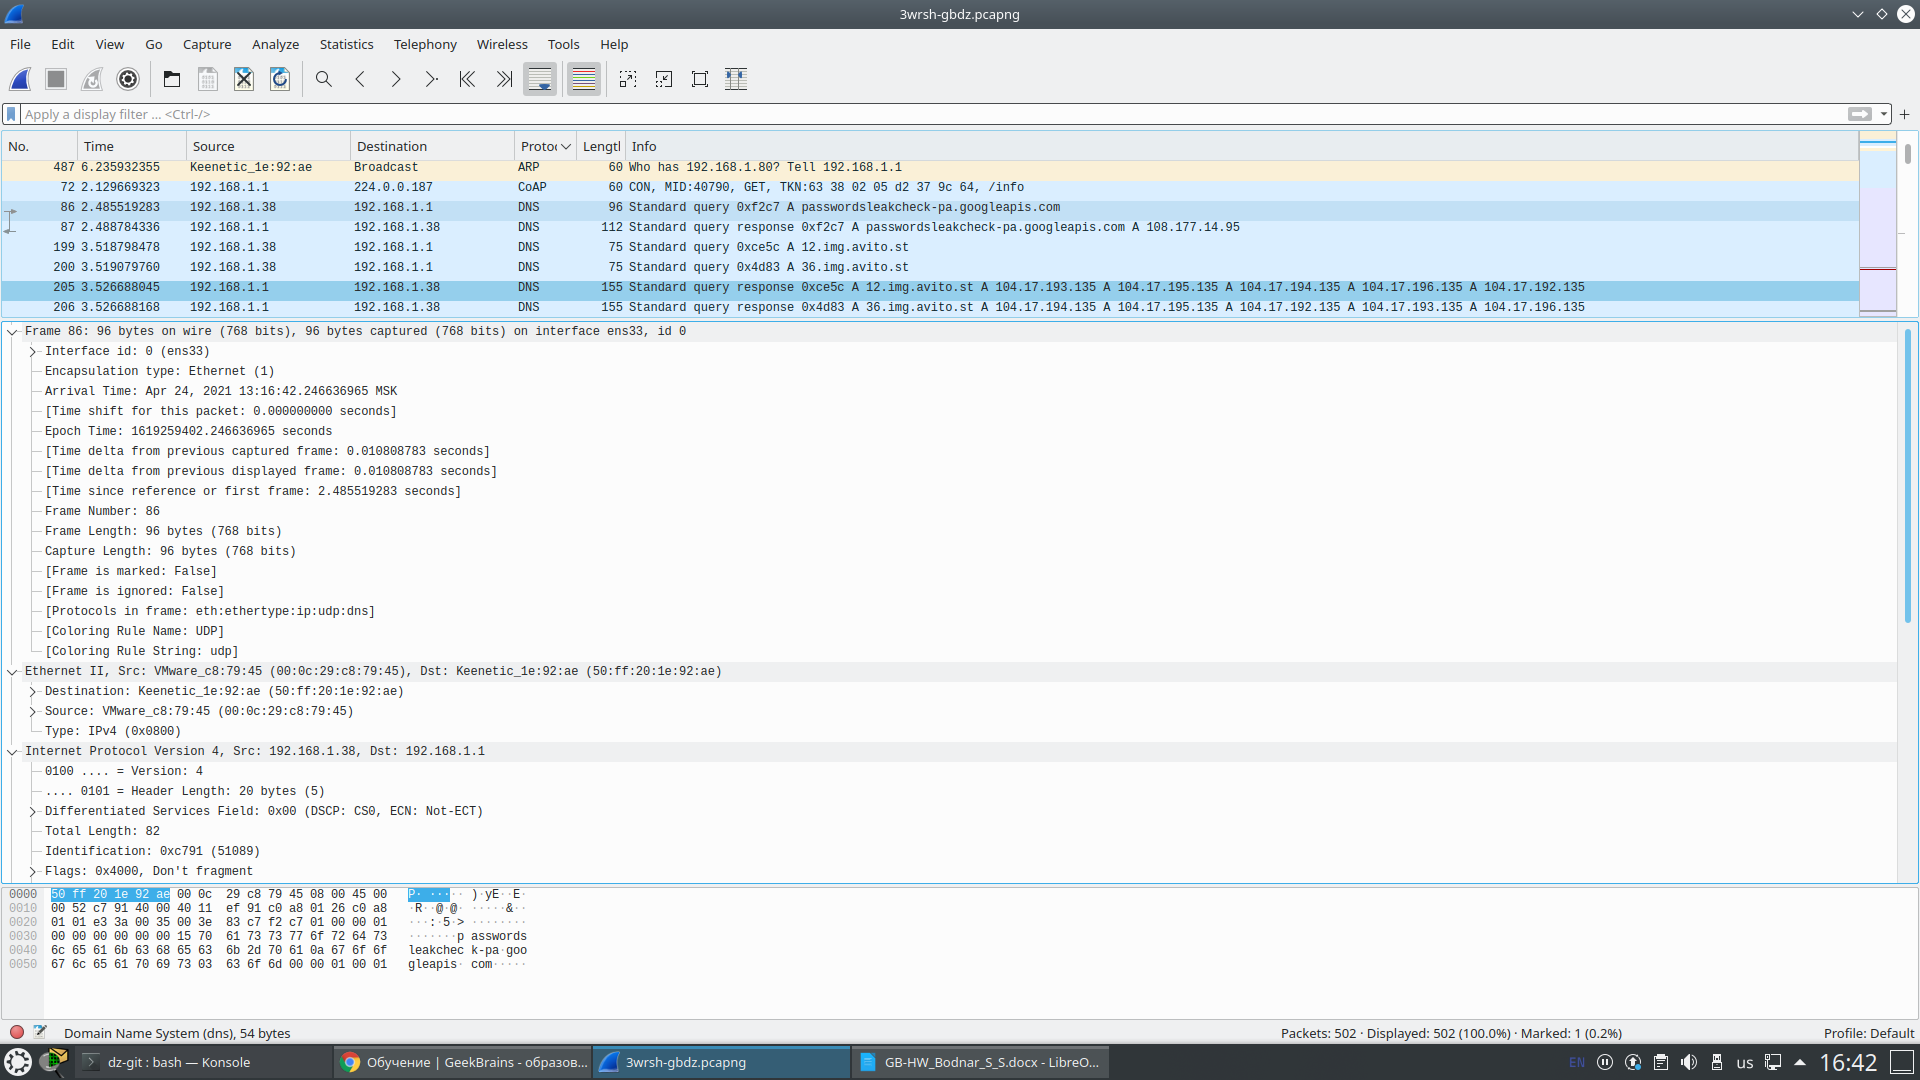 3wrsh-gbdz.pcapng
File Edit View Go Capture Analyze Statistics Telephony Wireless Tools Help
Apply a display filter ... <Ctrl-/>
No. Time Source Destination Protoc Lengtl Info
487 6.235932355 Keenetic_1e:92:ae Broadcast ARP 60 Who has 192.168.1.80? Tell 192.168.1.1
72 2.129669323 192.168.1.1 224.0.0.187 CoAP 60 CON, MID:40790, GET, TKN:63 38 02 05 d2 37 9c 64, /info
86 2.485519283 192.168.1.38 192.168.1.1 DNS 96 Standard query 0xf2c7 A passwordsleakcheck-pa.googleapis.com
87 2.488784336 192.168.1.1 192.168.1.38 DNS 112 Standard query response 0xf2c7 A passwordsleakcheck-pa.googleapis.com A 108.177.14.95
199 3.518798478 192.168.1.38 192.168.1.1 DNS 75 Standard query 0xce5c A 12.img.avito.st
200 3.519079760 192.168.1.38 192.168.1.1 DNS 75 Standard query 0x4d83 A 36.img.avito.st
205 3.526688045 192.168.1.1 192.168.1.38 DNS 155 Standard query response 0xce5c A 12.img.avito.st A 104.17.193.135 A 104.17.195.135 A 104.17.194.135 A 104.17.196.135 A 104.17.192.135
206 3.526688168 192.168.1.1 192.168.1.38 DNS 155 Standard query response 0x4d83 A 36.img.avito.st A 104.17.194.135 A 104.17.195.135 A 104.17.192.135 A 104.17.193.135 A 104.17.196.135
Frame 86: 96 bytes on wire (768 bits), 96 bytes captured (768 bits) on interface ens33, id 0
Interface id: 0 (ens33)
Encapsulation type: Ethernet (1)
Arrival Time: Apr 24, 2021 13:16:42.246636965 MSK
[Time shift for this packet: 0.000000000 seconds]
Epoch Time: 1619259402.246636965 seconds
[Time delta from previous captured frame: 0.010808783 seconds]
[Time delta from previous displayed frame: 0.010808783 seconds]
[Time since reference or first frame: 2.485519283 seconds]
Frame Number: 86
Frame Length: 96 bytes (768 bits)
Capture Length: 96 bytes (768 bits)
[Frame is marked: False]
[Frame is ignored: False]
[Protocols in frame: eth:ethertype:ip:udp:dns]
[Coloring Rule Name: UDP]
[Coloring Rule String: udp]
Ethernet II, Src: VMware_c8:79:45 (00:0c:29:c8:79:45), Dst: Keenetic_1e:92:ae (50:ff:20:1e:92:ae)
Destination: Keenetic_1e:92:ae (50:ff:20:1e:92:ae)
Source: VMware_c8:79:45 (00:0c:29:c8:79:45)
Type: IPv4 (0x0800)
Internet Protocol Version 4, Src: 192.168.1.38, Dst: 192.168.1.1
0100 .... = Version: 4
.... 0101 = Header Length: 20 bytes (5)
Differentiated Services Field: 0x00 (DSCP: CS0, ECN: Not-ECT)
Total Length: 82
Identification: 0xc791 (51089)
Flags: 0x4000, Don't fragment
0000 50 ff 20 1e 92 ae 00 0c 29 c8 79 45 08 00 45 00 P· ····· )·yE··E·
0010 00 52 c7 91 40 00 40 11 ef 91 c0 a8 01 26 c0 a8 ·R··@·@· ·····&··
0020 01 01 e3 3a 00 35 00 3e 83 c7 f2 c7 01 00 00 01 ···:·5·> ········
0030 00 00 00 00 00 00 15 70 61 73 73 77 6f 72 64 73 ·······p asswords
0040 6c 65 61 6b 63 68 65 63 6b 2d 70 61 0a 67 6f 6f leakchec k-pa·goo
0050 67 6c 65 61 70 69 73 03 63 6f 6d 00 00 01 00 01 gleapis· com·····
Domain Name System (dns), 54 bytes Packets: 502 · Displayed: 502 (100.0%) · Marked: 1 (0.2%) Profile: Default
dz-git : bash — Konsole Обучение | GeekBrains - образов... 3wrsh-gbdz.pcapng GB-HW_Bodnar_S_S.docx - LibreO... EN us 16:42